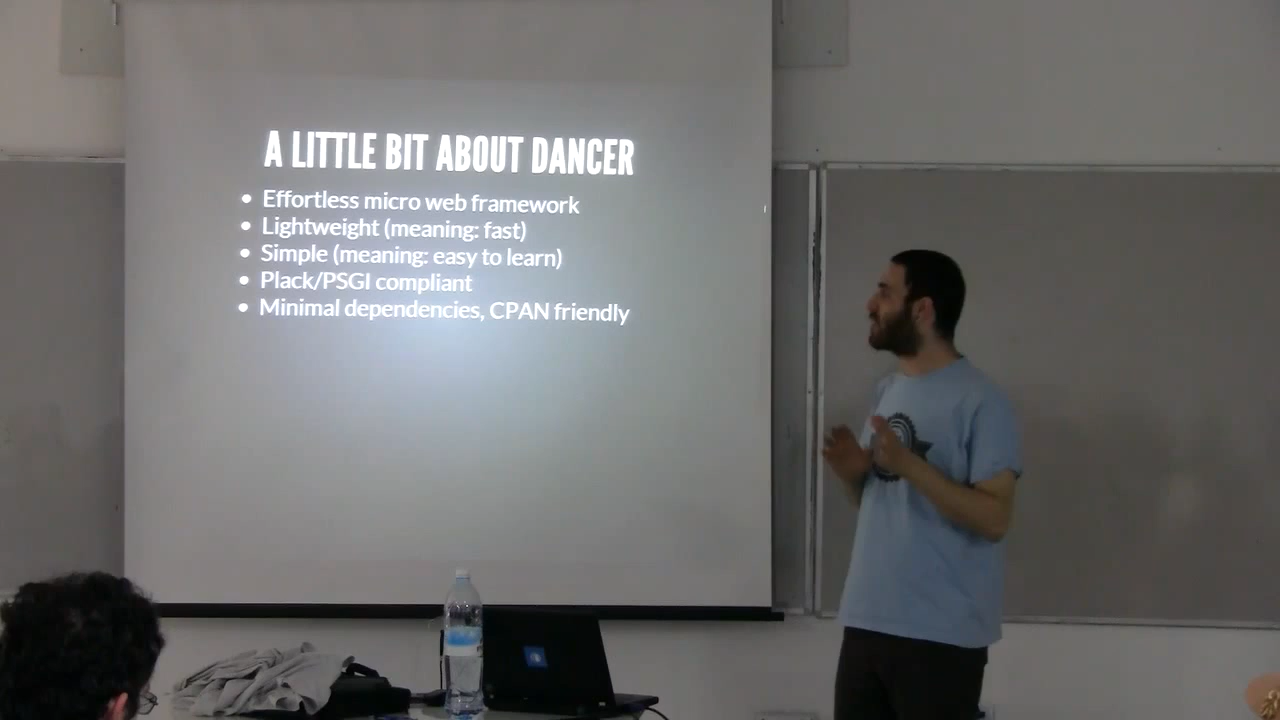 A LITTLE BIT ABOUT DANCER
• Effortless micro web framework
• Lightweight (meaning: fast)
• Simple (meaning: easy to learn)
• Plack/PSGI compliant
• Minimal dependencies, CPAN friendly